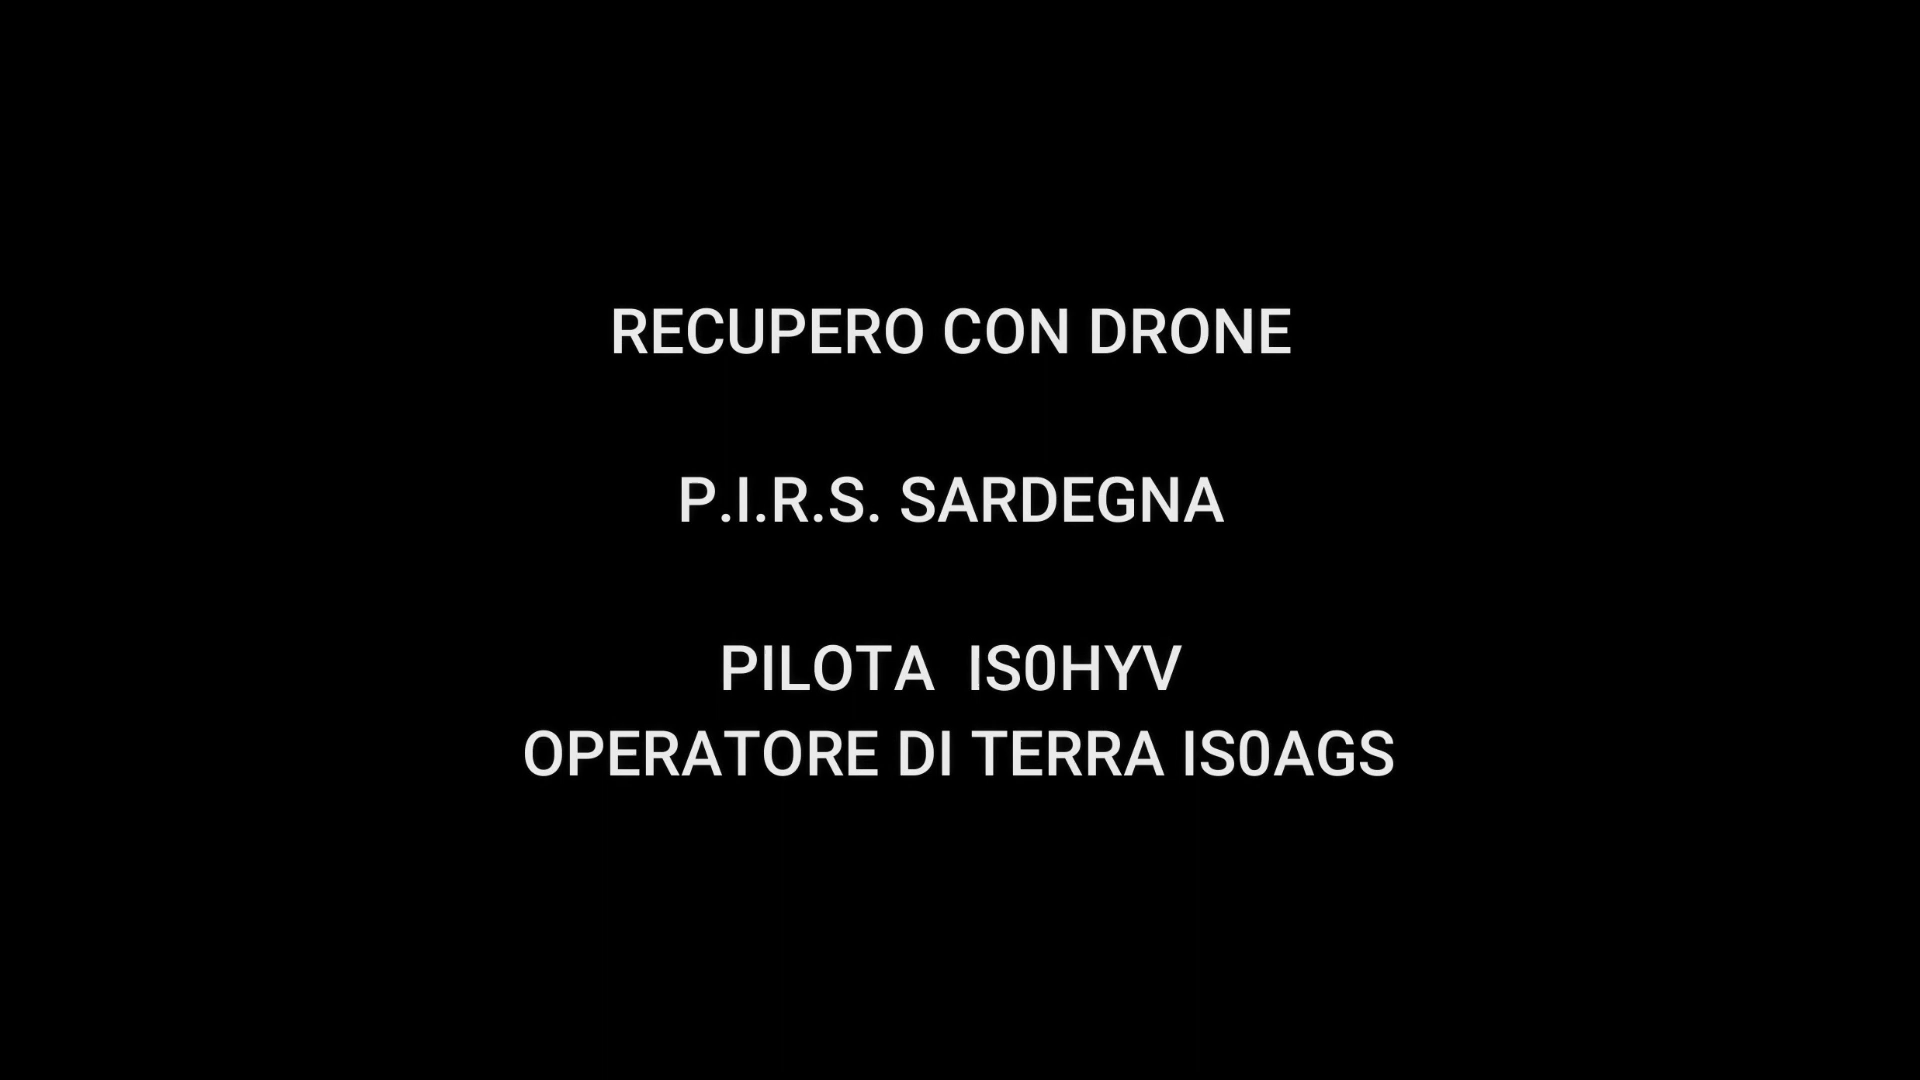 RECUPERO CON DRONE
P.I.R.S. SARDEGNA
PILOTA IS0HYV
OPERATORE DI TERRA IS0AGS